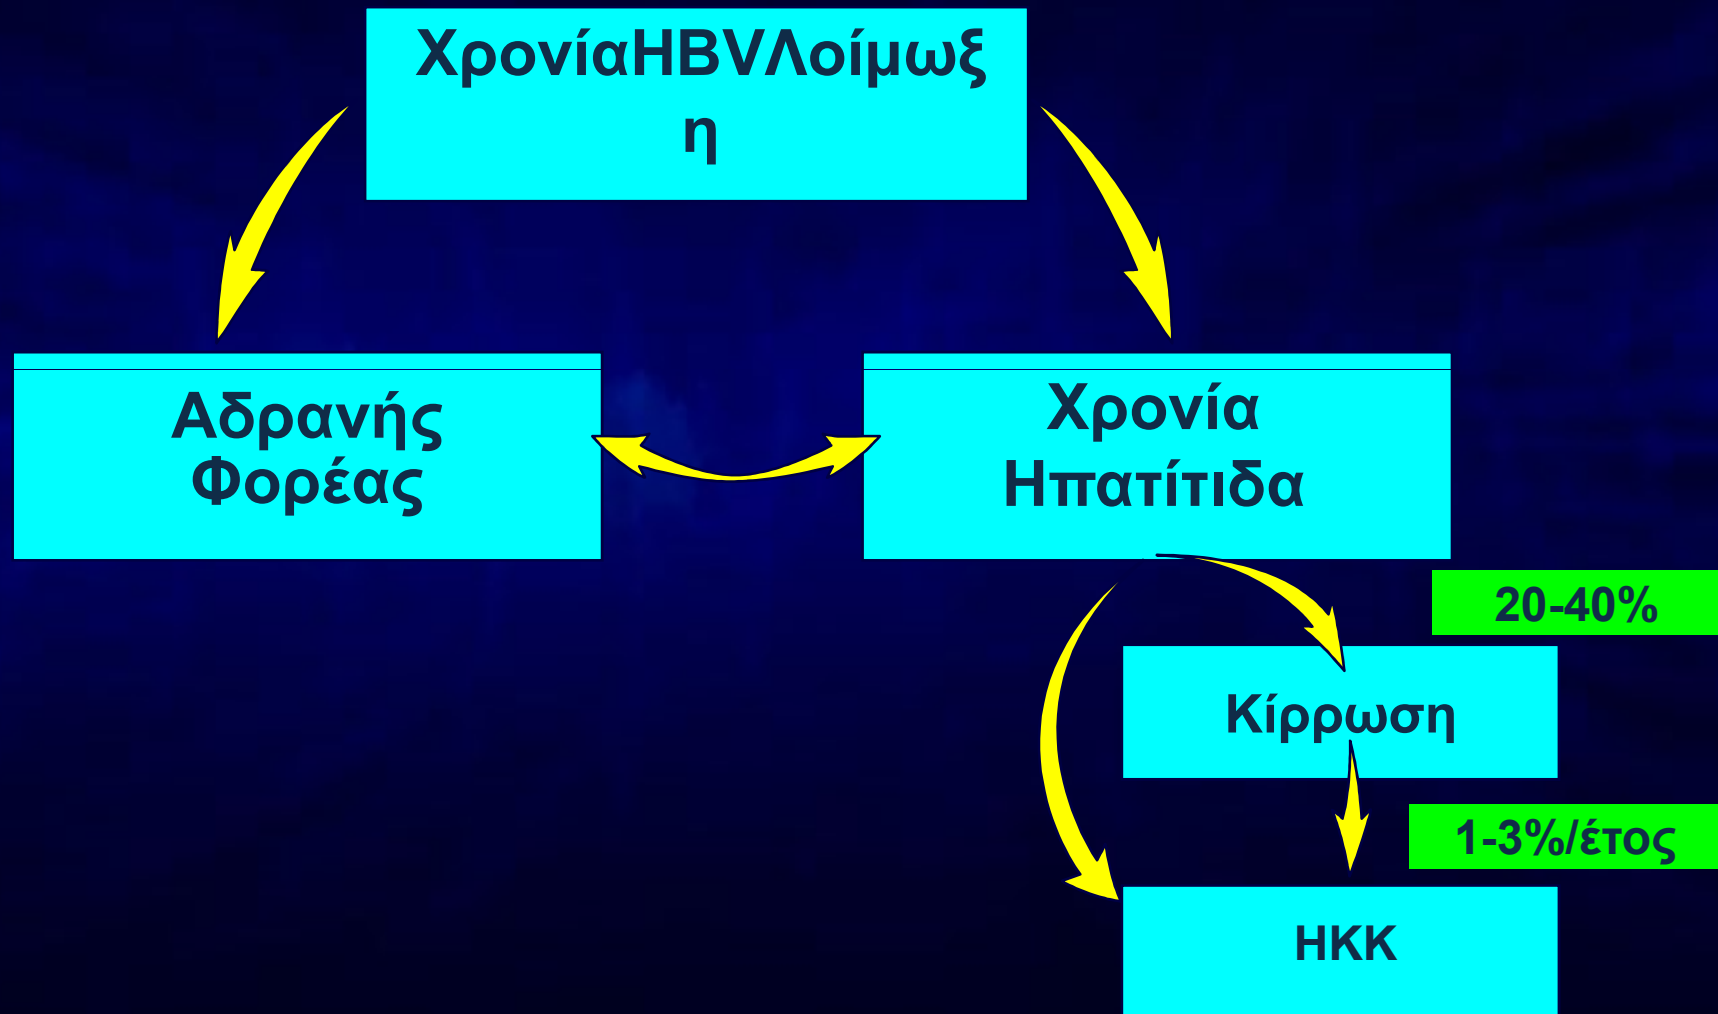 ΧρονίαHBVΛοίμωξ
η
Αδρανής
Φορέας
Χρονία
Ηπατίτιδα
20-40%
Κίρρωση
1-3%/έτος
ΗΚΚ